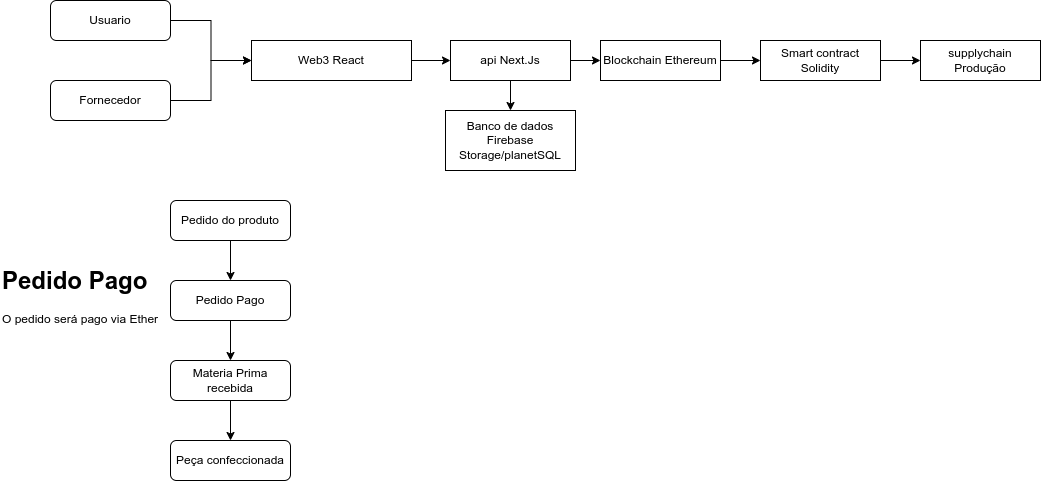 Usuario
Fornecedor
Web3 React
api Next.Js
Blockchain Ethereum
Smart contract
Solidity
supplychain
Produção
Banco de dados
Firebase
Storage/planetSQL
Pedido do produto
Pedido Pago
O pedido será pago via Ether
Pedido Pago
Materia Prima
recebida
Peça confeccionada